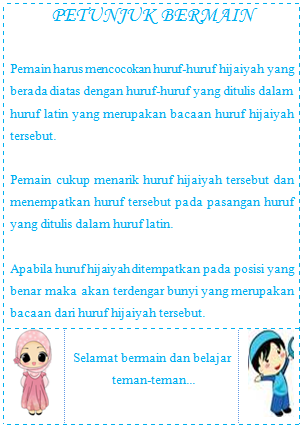 PETUNJUK BERMAIN
Pemain harus mencocokan huruf-huruf hijaiyah yang
berada diatas dengan huruf-huruf yang ditulis dalam
huruf latin yang merupakan bacaan huruf hijaiyah
tersebut.
Pemain cukup menarik huruf hijaiyah tersebut dan
menempatkan huruf tersebut pada pasangan huruf
yang ditulis dalam huruf latin.
Apabila huruf hijaiyah ditempatkan pada posisi yang
benar maka akan terdengar bunyi yang merupakan
bacaan dari huruf hijaiyah tersebut.
Selamat bermain dan belajar
teman-teman...